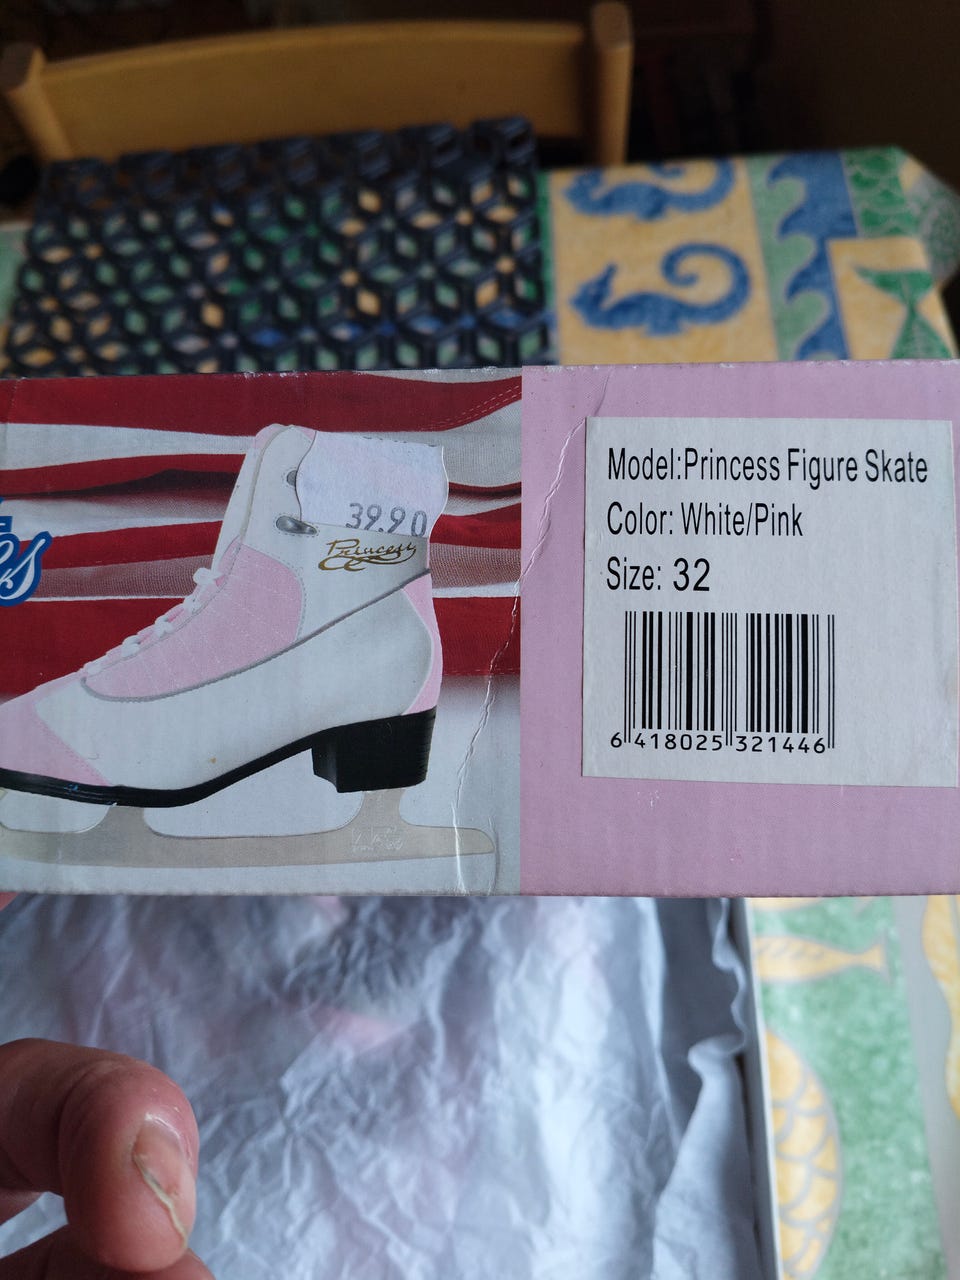 Model:Princess Figure Skate
Color: White/Pink
Size: 32
39.90
Princess
6 418025 321446